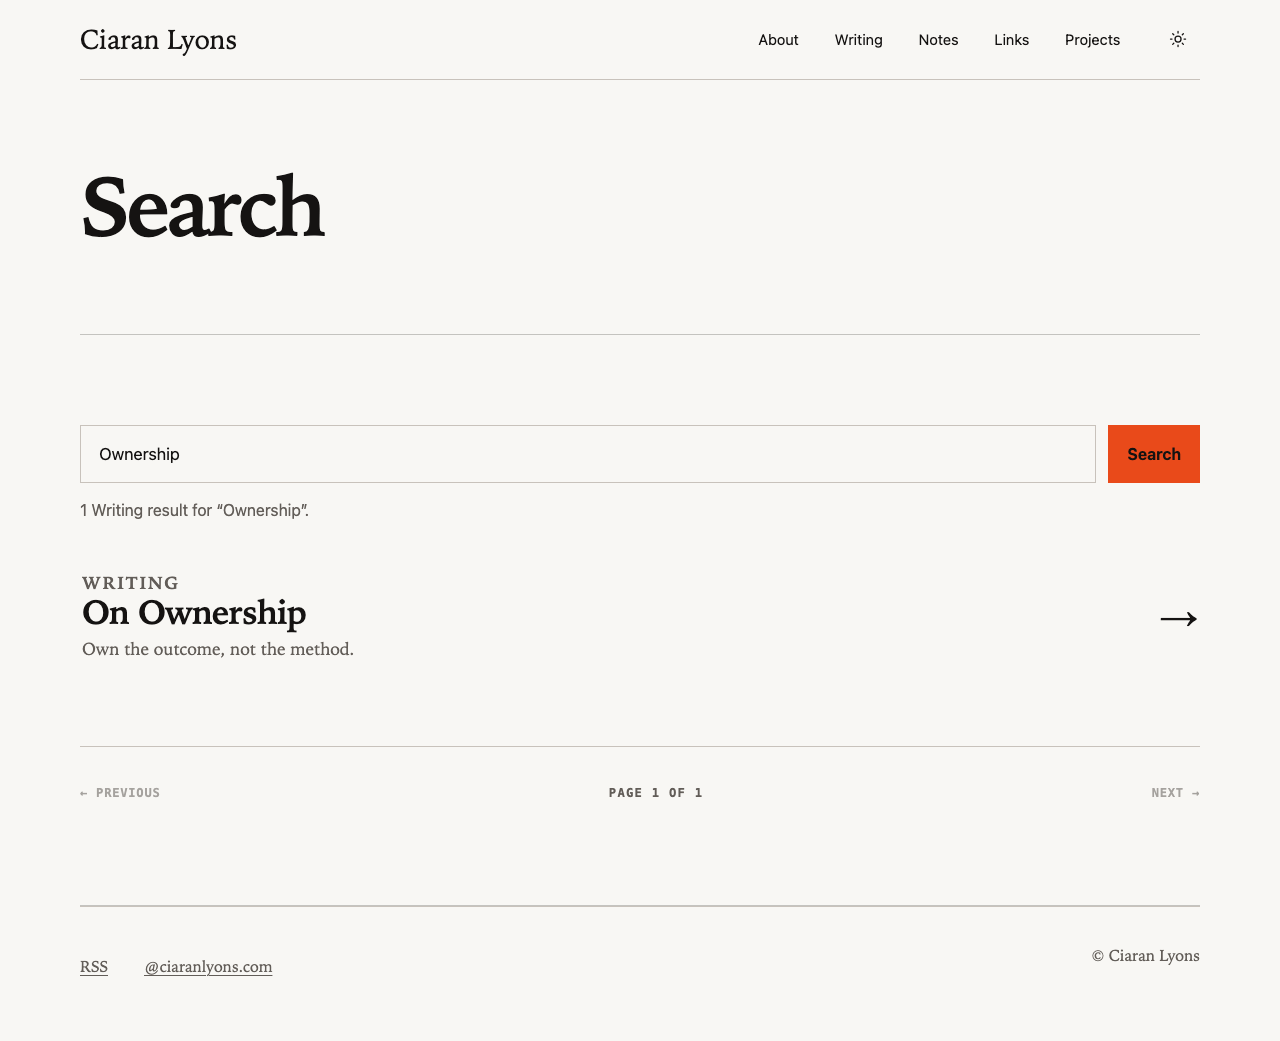 Ciaran Lyons
About Writing Notes Links Projects
Search
Ownership
Search
1 Writing result for “Ownership”.
WRITING
On Ownership
→
Own the outcome, not the method.
← PREVIOUS
PAGE 1 OF 1
NEXT →
RSS @ciaranlyons.com
© Ciaran Lyons